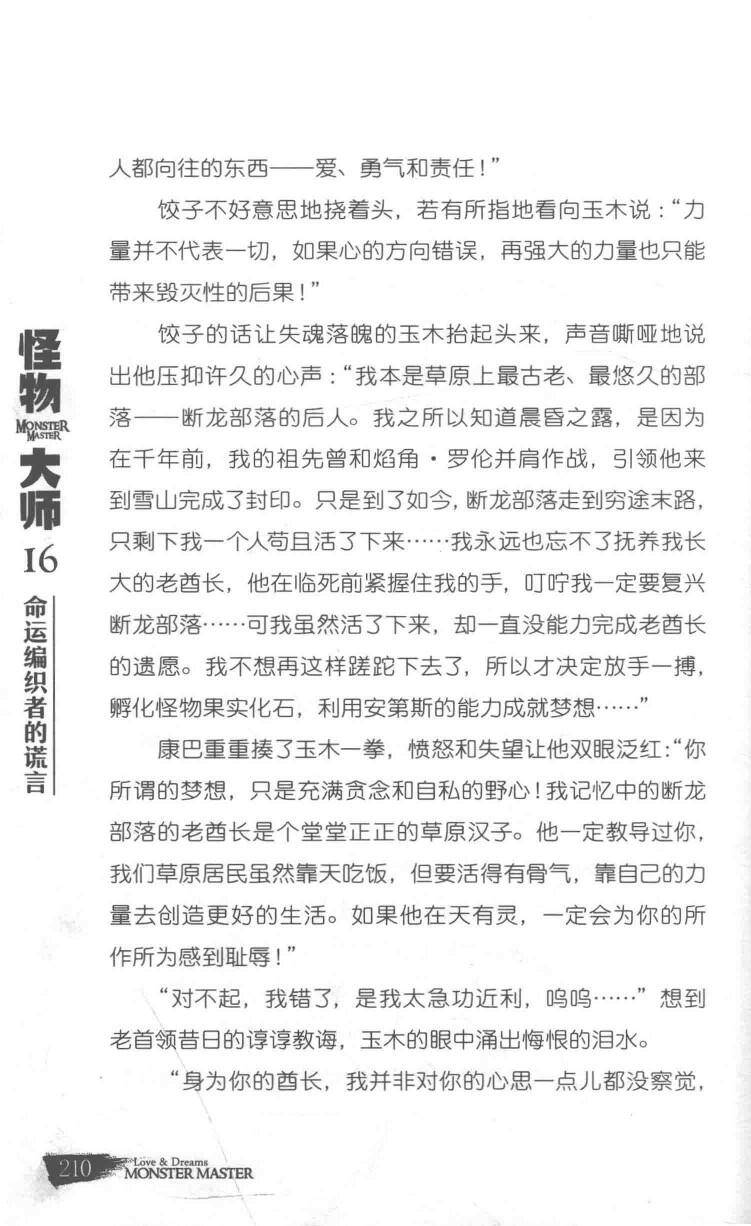 人都向往的东西——爱、勇气和责任！”
饺子不好意思地挠着头，若有所指地看向玉木说：“力
量并不代表一切，如果心的方向错误，再强大的力量也只能
带来毁灭性的后果！”
饺子的话让失魂落魄的玉木抬起头来，声音嘶哑地说
出他压抑许久的心声：“我本是草原上最古老、最悠久的部
落——断龙部落的后人。我之所以知道晨昏之露，是因为
在千年前，我的祖先曾和焰角·罗伦并肩作战，引领他来
到雪山完成了封印。只是到了如今，断龙部落走到穷途末路，
只剩下我一个人苟且活了下来……我永远也忘不了抚养我长
大的老酋长，他在临死前紧握住我的手，叮咛我一定要复兴
断龙部落……可我虽然活了下来，却一直没能力完成老酋长
的遗愿。我不想再这样蹉跎下去了，所以才决定放手一搏，
孵化怪物果实化石，利用安第斯的能力成就梦想……”
康巴重重揍了玉木一拳，愤怒和失望让他双眼泛红：“你
所谓的梦想，只是充满贪念和自私的野心！我记忆中的断龙
部落的老酋长是个堂堂正正的草原汉子。他一定教导过你，
我们草原居民虽然靠天吃饭，但要活得有骨气，靠自己的力
量去创造更好的生活。如果他在天有灵，一定会为你的所
作所为感到耻辱！”
“对不起，我错了，是我太急功近利，呜呜……”想到
老首领昔日的谆谆教诲，玉木的眼中涌出悔恨的泪水。
“身为你的酋长，我并非对你的心思一点儿都没察觉，
怪物
MONSTER
MASTER
大师
16
命运编织者的谎言
210
Love & Dreams
MONSTER MASTER